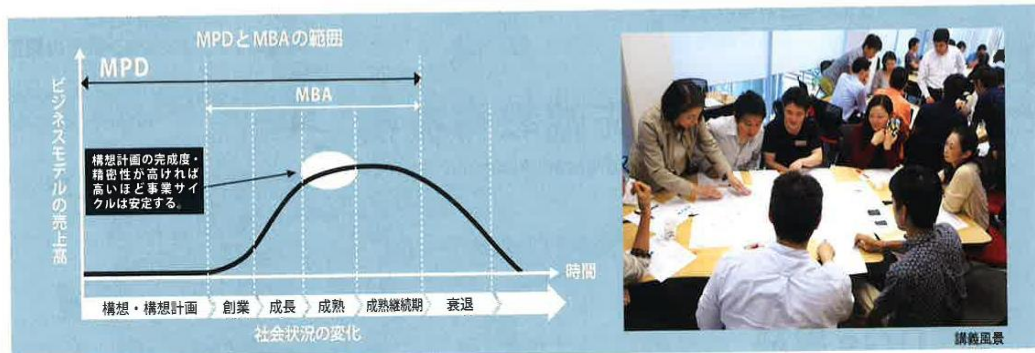 MPDとMBAの範囲
MPD
MBA
ビジネスモデルの売上高
構想計画の完成度・
精密性が高ければ
高いほど事業サイ
クルは安定する。
時間
構想・構想計画
創業
成長
成熟
成熟継続期
衰退
社会状況の変化
講義風景